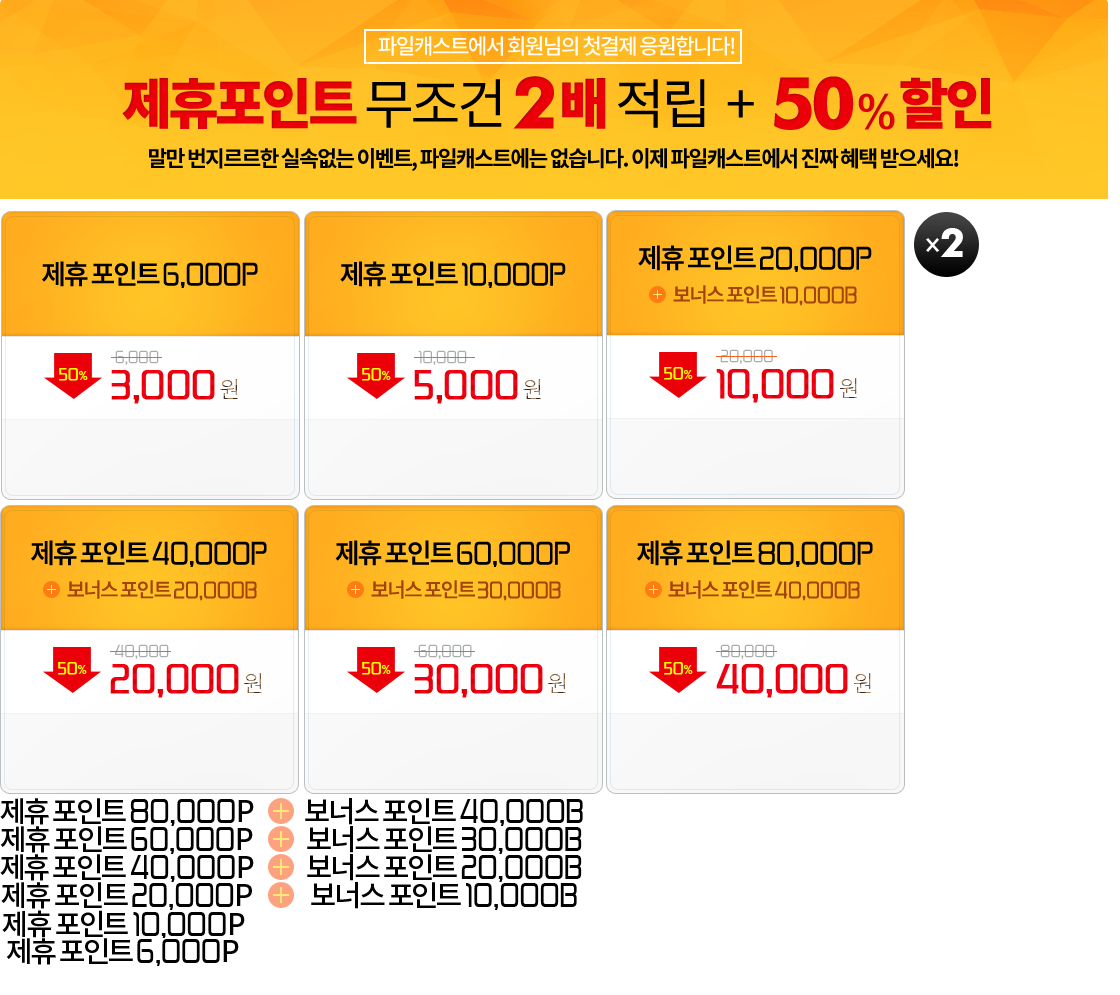 파일캐스트에서 회원님의 첫결제 응원합니다!
제휴포인트 무조건 2배 적립 + 50% 할인
말만 번지르르한 실속없는 이벤트, 파일캐스트에는 없습니다. 이제 파일캐스트에서 진짜 혜택 받으세요!
×2
제휴 포인트 6,000P
50%
6,000
3,000 원
제휴 포인트 10,000P
50%
10,000
5,000 원
제휴 포인트 20,000P
+ 보너스 포인트 10,000B
50%
20,000
10,000 원
제휴 포인트 40,000P
+ 보너스 포인트 20,000B
50%
40,000
20,000 원
제휴 포인트 60,000P
+ 보너스 포인트 30,000B
50%
60,000
30,000 원
제휴 포인트 80,000P
+ 보너스 포인트 40,000B
50%
80,000
40,000 원
제휴 포인트 80,000P + 보너스 포인트 40,000B
제휴 포인트 60,000P + 보너스 포인트 30,000B
제휴 포인트 40,000P + 보너스 포인트 20,000B
제휴 포인트 20,000P + 보너스 포인트 10,000B
제휴 포인트 10,000P
제휴 포인트 6,000P